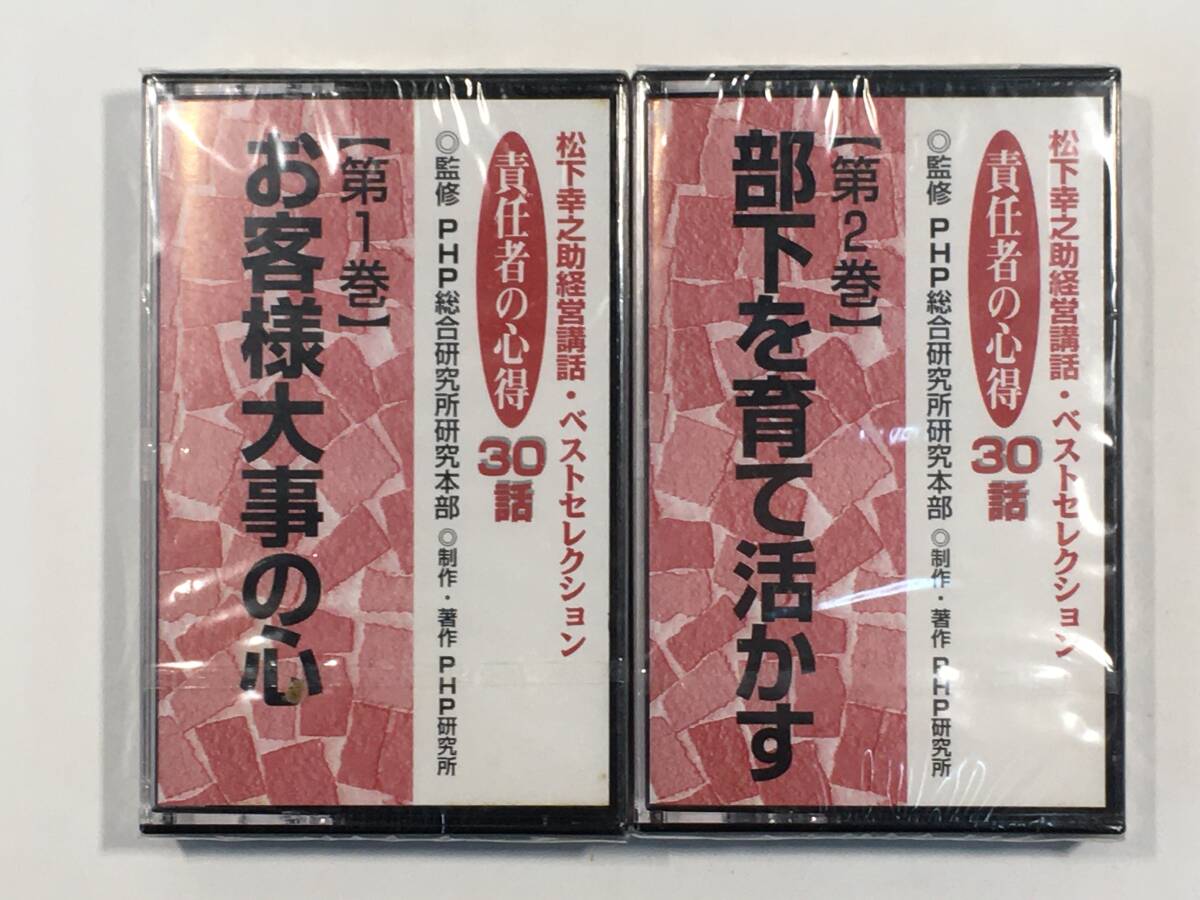 松下幸之助経営講話・ベストセレクション
責任者の心得
30話
◎監修 PHP総合研究所研究本部 ◎制作・著作 PHP研究所
【第1巻】
お客様大事の心
松下幸之助経営講話・ベストセレクション
責任者の心得
30話
◎監修 PHP総合研究所研究本部 ◎制作・著作 PHP研究所
【第2巻】
部下を育て活かす